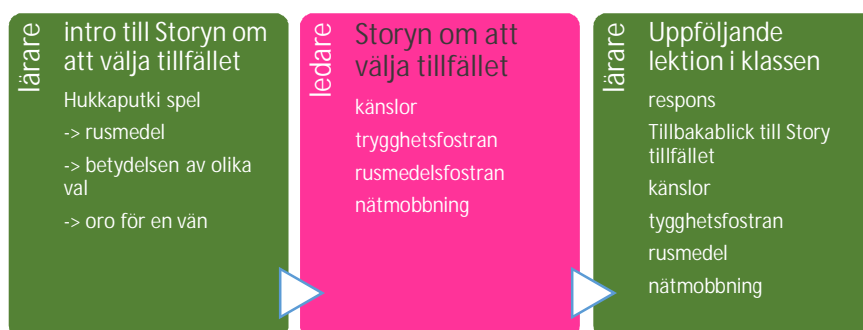 lärare
intro till Storyn om
att välja tillfället
Hukkaputki spel
-> rusmedel
-> betydelsen av olika
val
-> oro för en vän
ledare
Storyn om att
välja tillfället
känslor
trygghetsfostran
rusmedelsfostran
nätmobbning
lärare
Uppföljande
lektion i klassen
respons
Tillbakablick till Story
tillfället
känslor
tygghetsfostran
rusmedel
nätmobbning